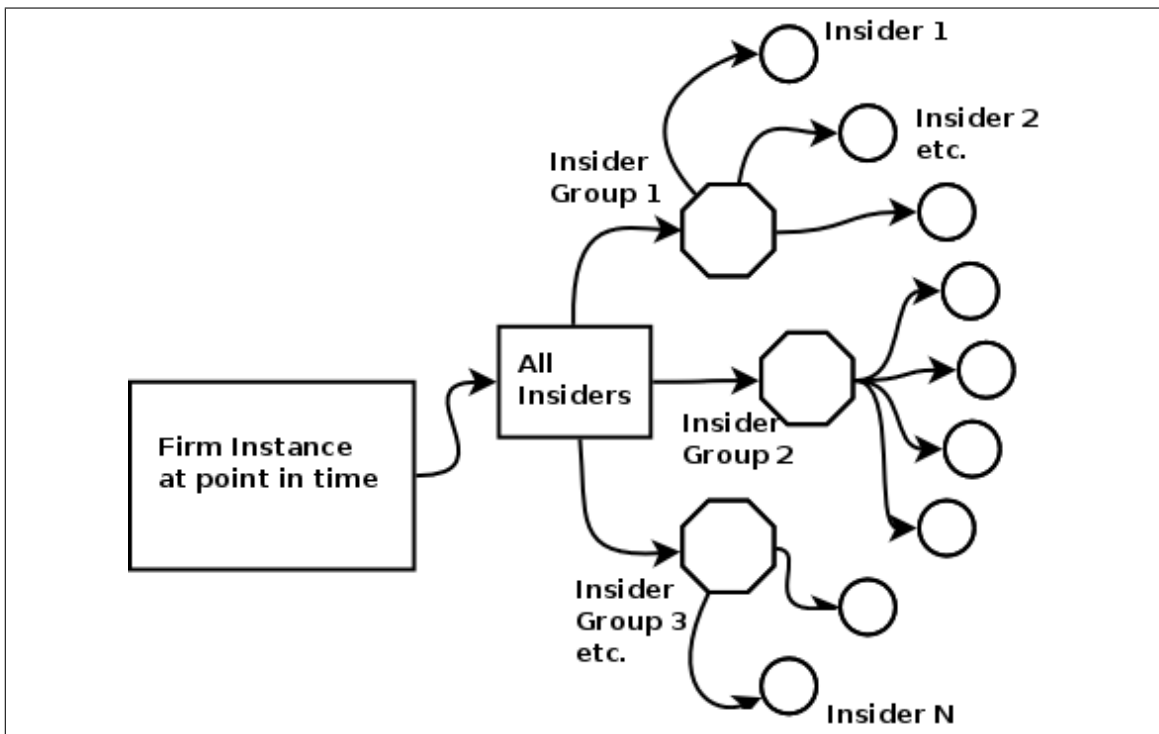 Insider 1
Insider 2
etc.
Insider
Group 1
All
Insiders
Firm Instance
at point in time
Insider
Group 2
Insider
Group 3
etc.
Insider N